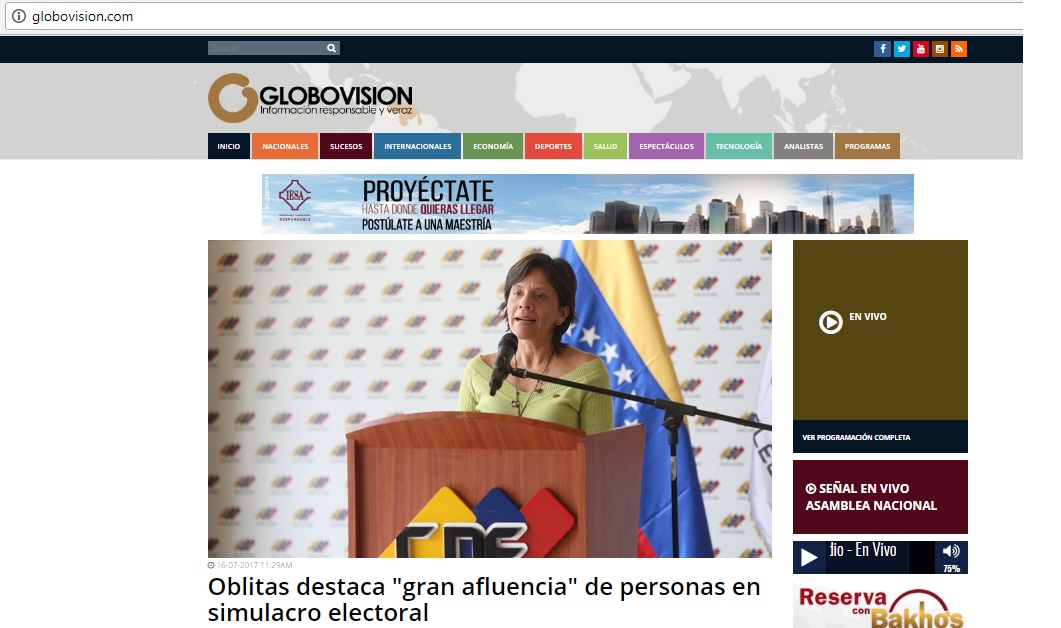 globovision.com
Buscar
GLOBOVISION
Información responsable y veraz
INICIO NACIONALES SUCESOS INTERNACIONALES ECONOMÍA DEPORTES SALUD ESPECTÁCULOS TECNOLOGÍA ANALISTAS PROGRAMAS
IESA
RESPONSABLE
PROYÉCTATE
HASTA DONDE QUIERAS LLEGAR
POSTÚLATE A UNA MAESTRÍA
EN VIVO
VER PROGRAMACIÓN COMPLETA
SEÑAL EN VIVO
ASAMBLEA NACIONAL
dio - En Vivo
75%
Reserva
con
Bakhos
CNE
16-07-2017 11:29AM
Oblitas destaca "gran afluencia" de personas en
simulacro electoral